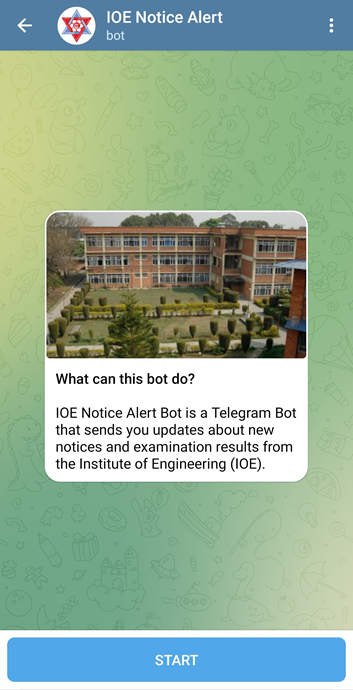 IOE Notice Alert
bot
What can this bot do?
IOE Notice Alert Bot is a Telegram Bot
that sends you updates about new
notices and examination results from
the Institute of Engineering (IOE).
START